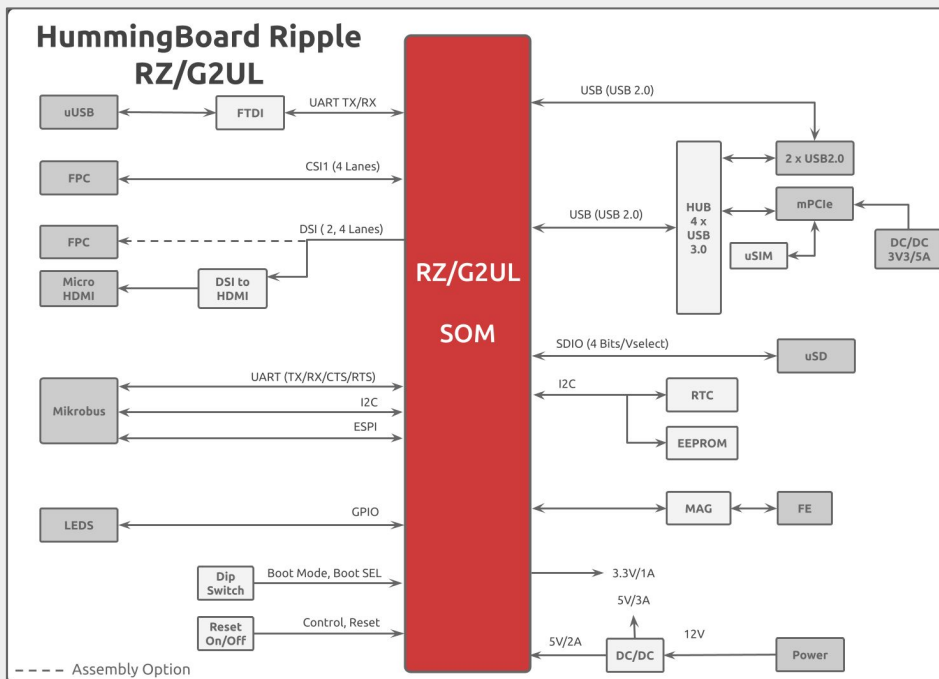 HummingBoard Ripple
RZ/G2UL
uUSB
FTDI
UART TX/RX
FPC
CSI1 (4 Lanes)
FPC
DSI ( 2, 4 Lanes)
Micro
HDMI
DSI to
HDMI
Mikrobus
UART (TX/RX/CTS/RTS)
I2C
ESPI
LEDS
GPIO
Dip
Switch
Boot Mode, Boot SEL
Reset
On/Off
Control, Reset
Assembly Option
RZ/G2UL
SOM
USB (USB 2.0)
2 x USB2.0
USB (USB 2.0)
HUB
4 x
USB
3.0
mPCIe
uSIM
DC/DC
3V3/5A
SDIO (4 Bits/Vselect)
uSD
I2C
RTC
EEPROM
MAG
FE
3.3V/1A
5V/3A
5V/2A
DC/DC
12V
Power